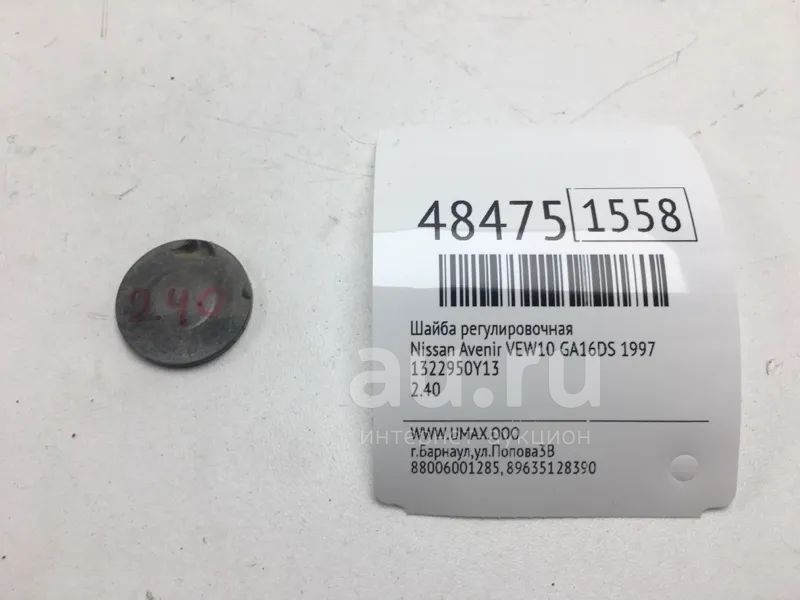 2.40
48475 1558
Шайба регулировочная
Nissan Avenir VEW10 GA16DS 1997
1322950Y13
2.40
au.ru
интернет-аукцион
WWW.UMAX.OOO
г.Барнаул,ул.Попова3В
88006001285, 89635128390